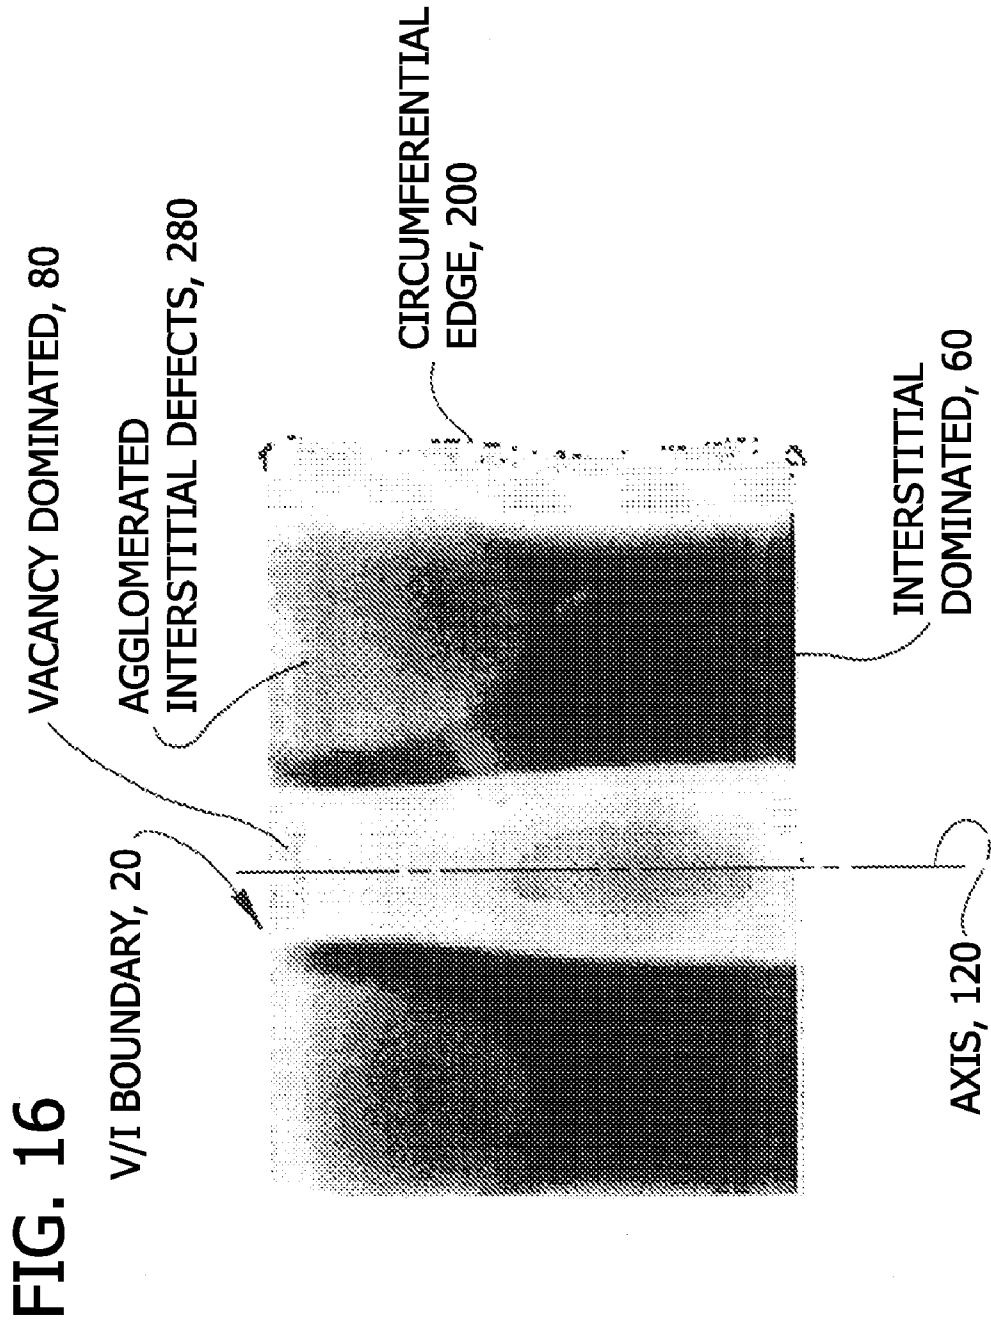 FIG. 16
V/I BOUNDARY, 20
VACANCY DOMINATED, 80
AGGLOMERATED
INTERSTITIAL DEFECTS, 280
CIRCUMFERENTIAL
EDGE, 200
INTERSTITIAL
DOMINATED, 60
AXIS, 120